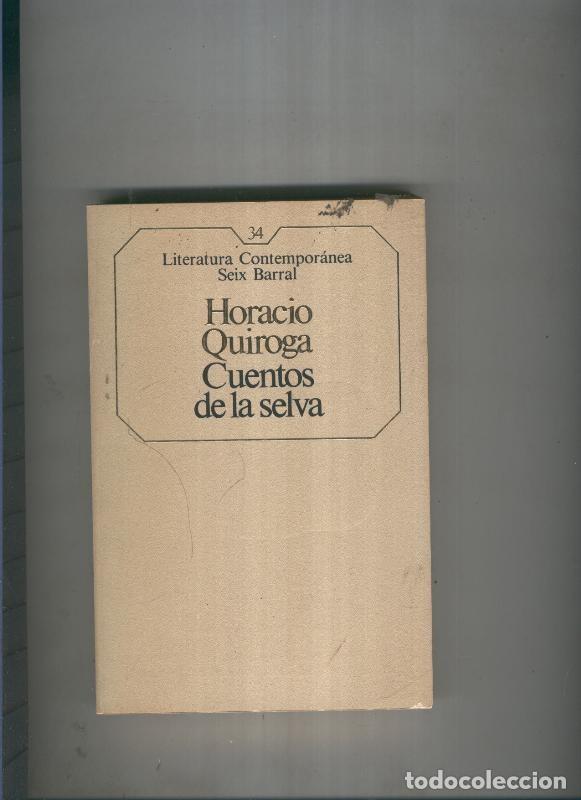 34
Literatura Contemporánea
Seix Barral
Horacio
Quiroga
Cuentos
de la selva
todocoleccion